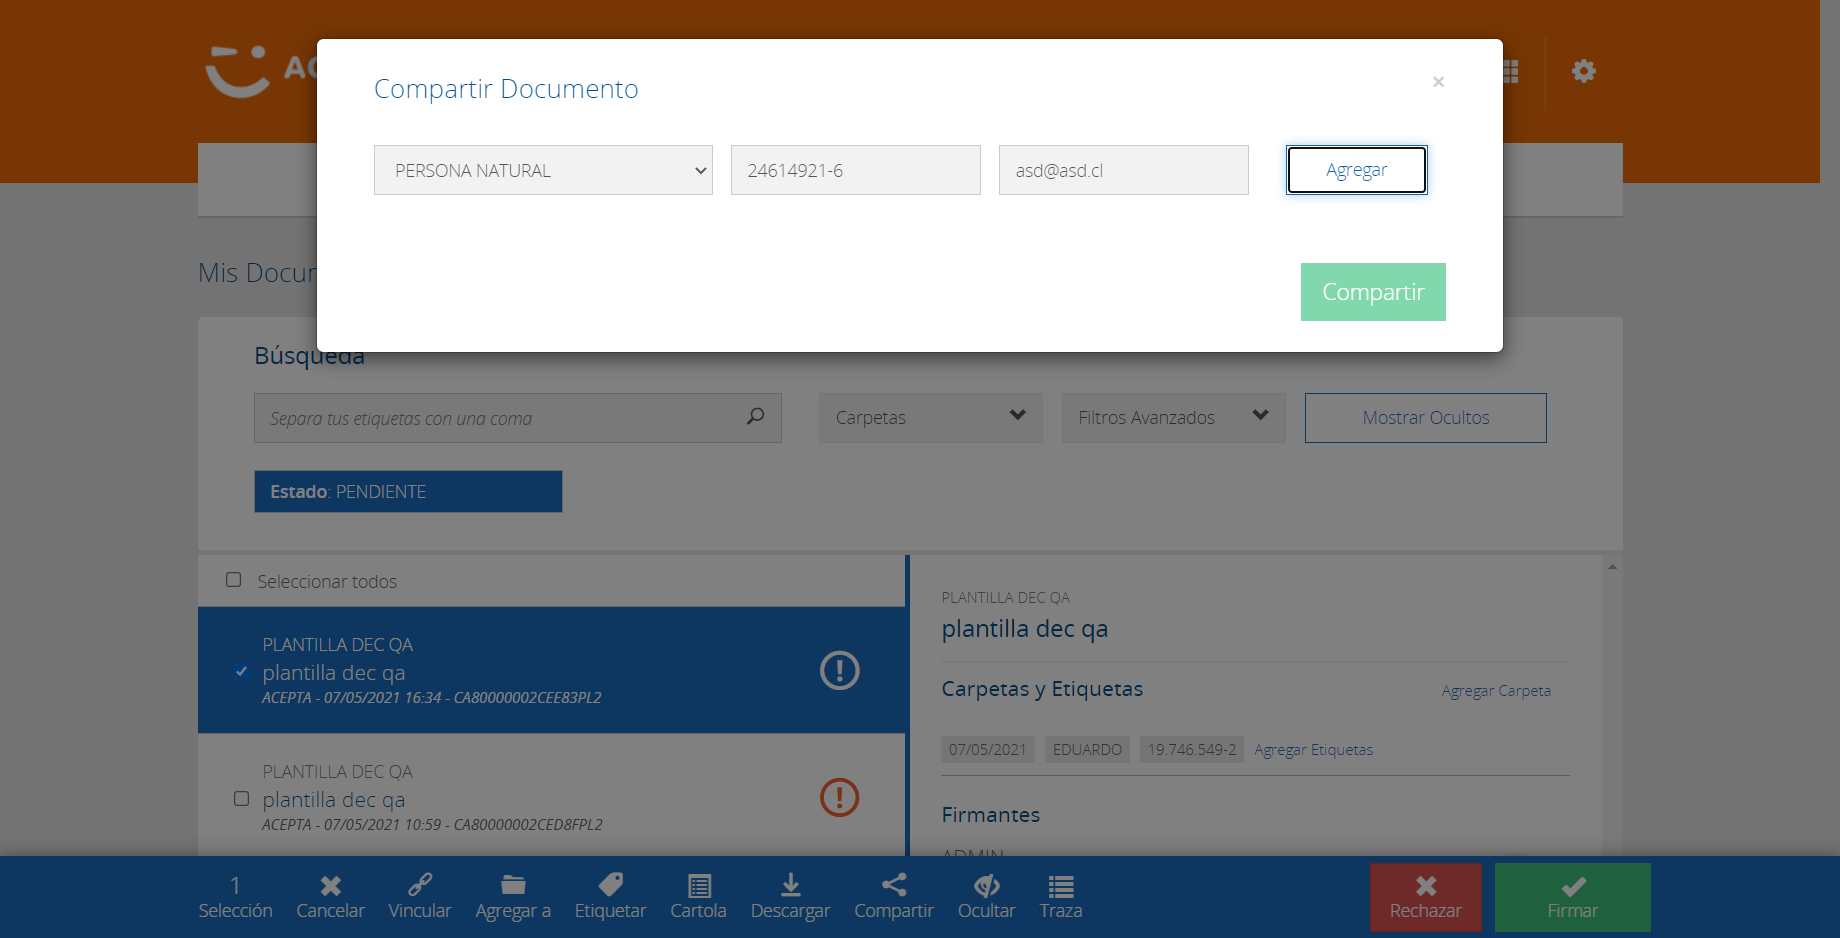 Compartir Documento
×
PERSONA NATURAL
24614921-6
asd@asd.cl
Agregar
Compartir
Búsqueda
Separa tus etiquetas con una coma
Carpetas
Filtros Avanzados
Mostrar Ocultos
Estado: PENDIENTE
Seleccionar todos
PLANTILLA DEC QA
plantilla dec qa
ACEPTA - 07/05/2021 16:34 - CA80000002CEE83PL2
PLANTILLA DEC QA
plantilla dec qa
ACEPTA - 07/05/2021 10:59 - CA80000002CED8FPL2
PLANTILLA DEC QA
plantilla dec qa
Carpetas y Etiquetas
Agregar Carpeta
07/05/2021
EDUARDO
19.746.549-2
Agregar Etiquetas
Firmantes
ADMIN
1
Selección
Cancelar
Vincular
Agregar a
Etiquetar
Cartola
Descargar
Compartir
Ocultar
Traza
Rechazar
Firmar